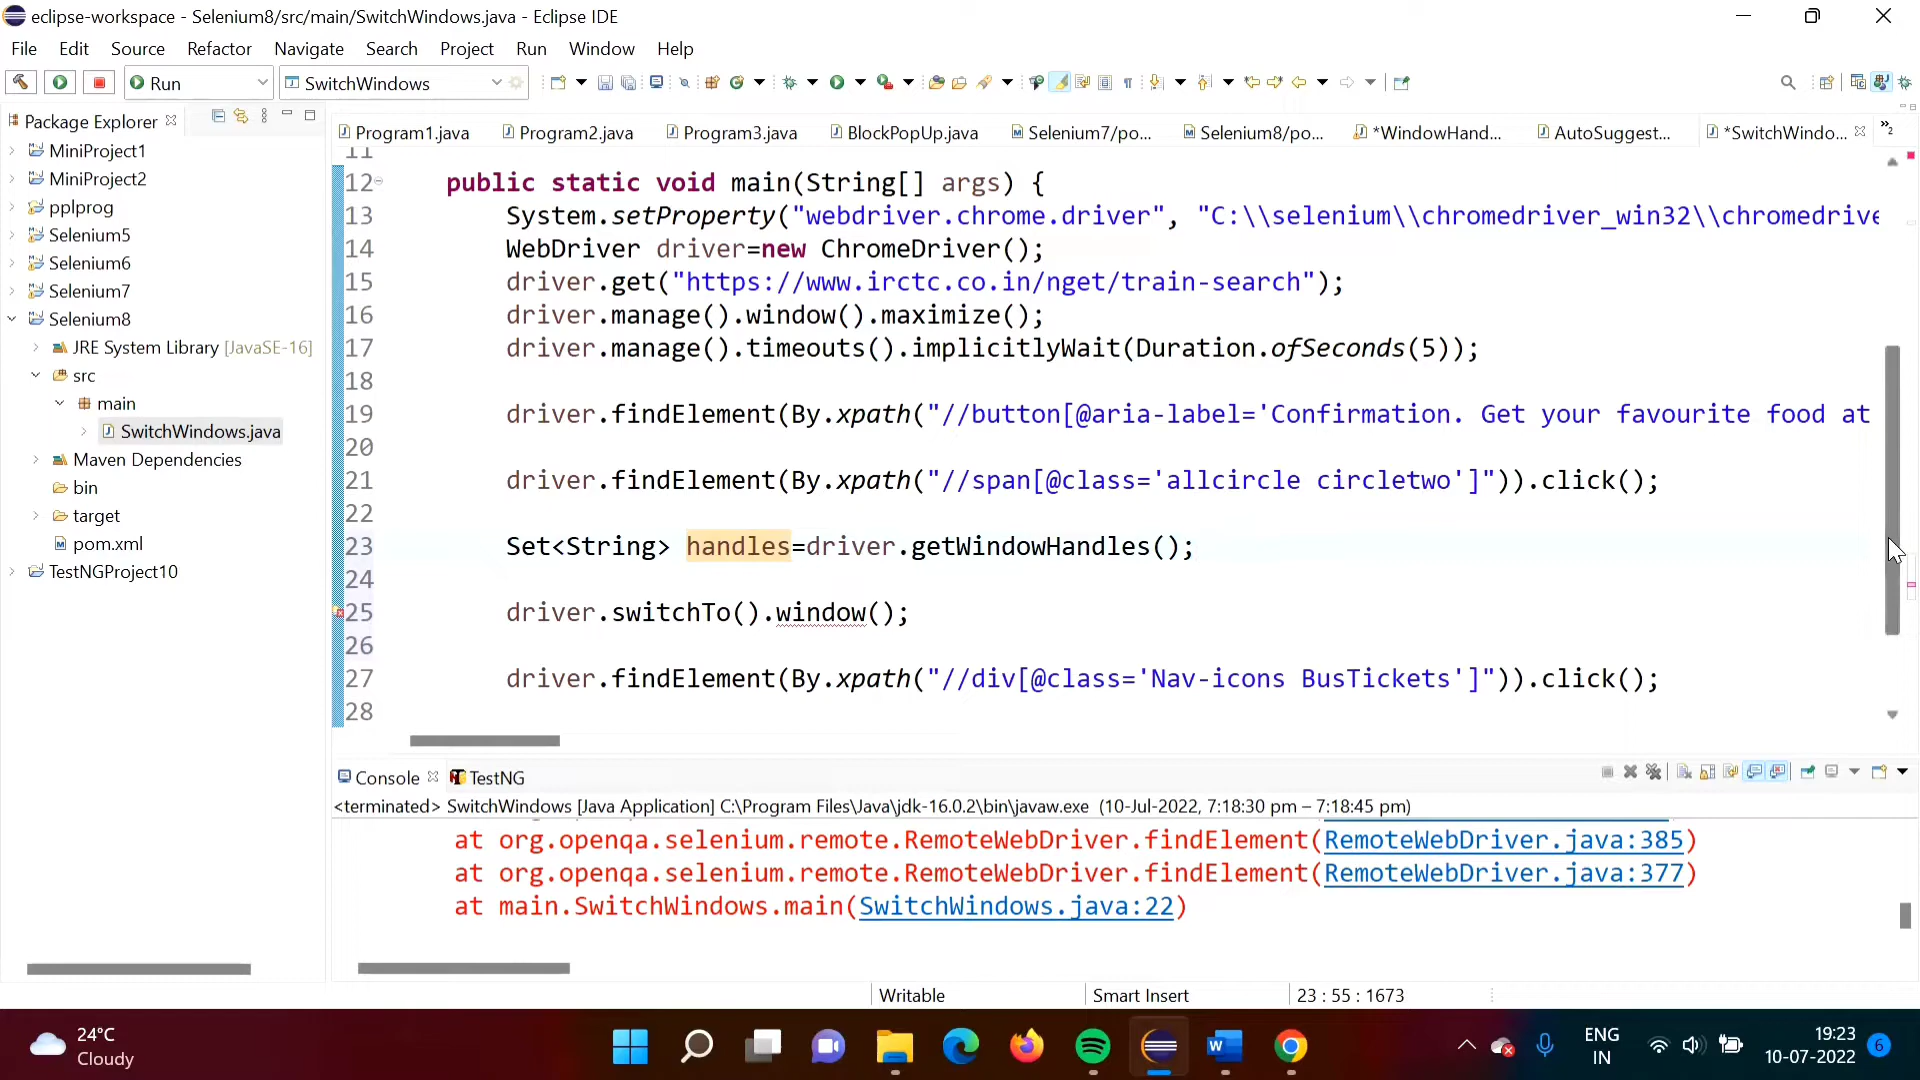 eclipse-workspace - Selenium8/src/main/SwitchWindows.java - Eclipse IDE
File Edit Source Refactor Navigate Search Project Run Window Help
Run SwitchWindows
Package Explorer
Program1.java Program2.java Program3.java BlockPopUp.java Selenium7/po... Selenium8/po... *WindowHand... AutoSuggest... *SwitchWindo... »2
MiniProject1
MiniProject2
pplprog
Selenium5
Selenium6
Selenium7
Selenium8
JRE System Library [JavaSE-16]
src
main
SwitchWindows.java
Maven Dependencies
bin
target
pom.xml
TestNGProject10
11
12 public static void main(String[] args) {
13 System.setProperty("webdriver.chrome.driver", "C:\\selenium\\chromedriver_win32\\chromedrive
14 WebDriver driver=new ChromeDriver();
15 driver.get("https://www.irctc.co.in/nget/train-search");
16 driver.manage().window().maximize();
17 driver.manage().timeouts().implicitlyWait(Duration.ofSeconds(5));
18
19 driver.findElement(By.xpath("//button[@aria-label='Confirmation. Get your favourite food at
20
21 driver.findElement(By.xpath("//span[@class='allcircle circletwo']")).click();
22
23 Set<String> handles=driver.getWindowHandles();
24
25 driver.switchTo().window();
26
27 driver.findElement(By.xpath("//div[@class='Nav-icons BusTickets']")).click();
28
Console TestNG
<terminated> SwitchWindows [Java Application] C:\Program Files\Java\jdk-16.0.2\bin\javaw.exe (10-Jul-2022, 7:18:30 pm – 7:18:45 pm)
at org.openqa.selenium.remote.RemoteWebDriver.findElement(RemoteWebDriver.java:385)
at org.openqa.selenium.remote.RemoteWebDriver.findElement(RemoteWebDriver.java:377)
at main.SwitchWindows.main(SwitchWindows.java:22)
Writable Smart Insert 23 : 55 : 1673
24°C
Cloudy
ENG
IN
19:23
10-07-2022
6